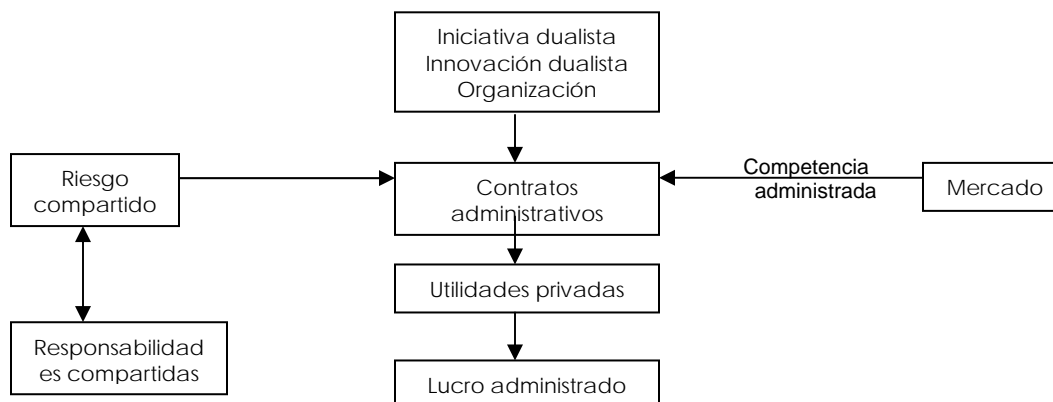 Iniciativa dualista
Innovación dualista
Organización
Riesgo
compartido
Contratos
administrativos
Competencia
administrada
Mercado
Utilidades privadas
Responsabilidad
es compartidas
Lucro administrado